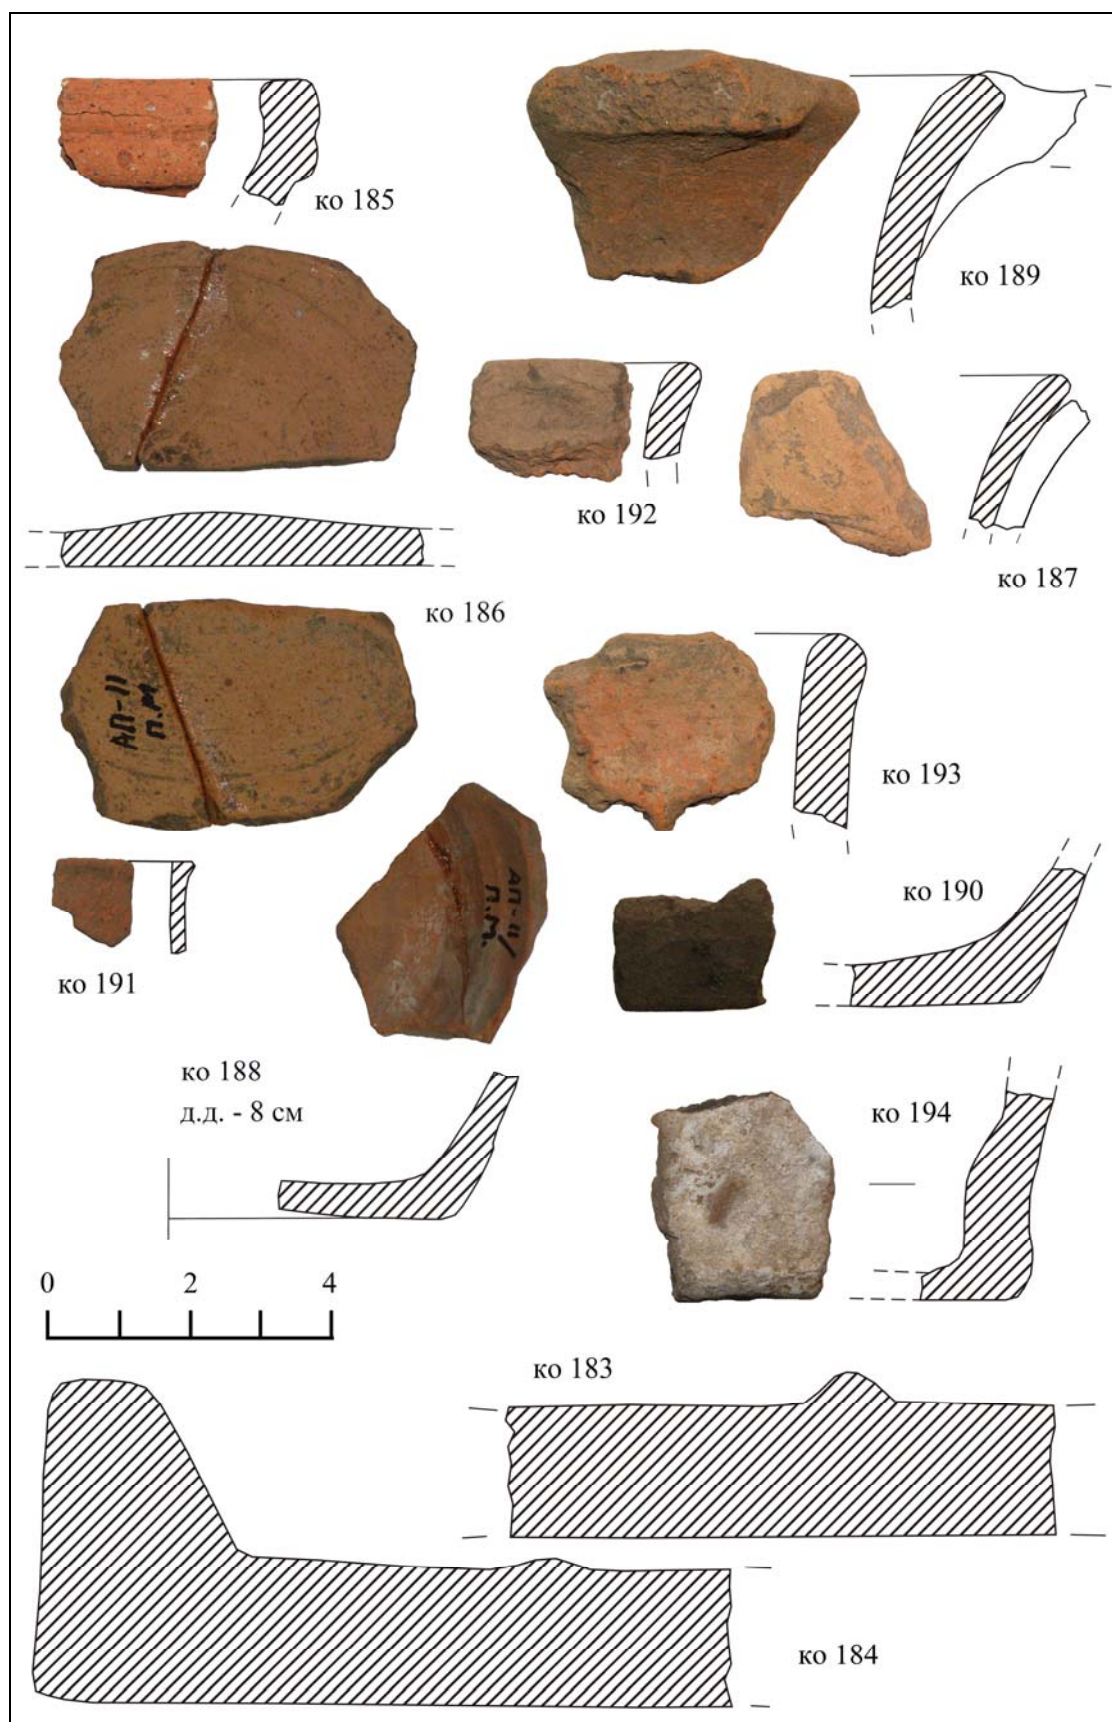 ко 185
ко 189
ко 192
ко 187
ко 186
АП-11
П.М
ко 193
ко 190
АП-11/
П.М.
ко 191
ко 188
д.д. - 8 см
ко 194
0 2 4
ко 183
ко 184